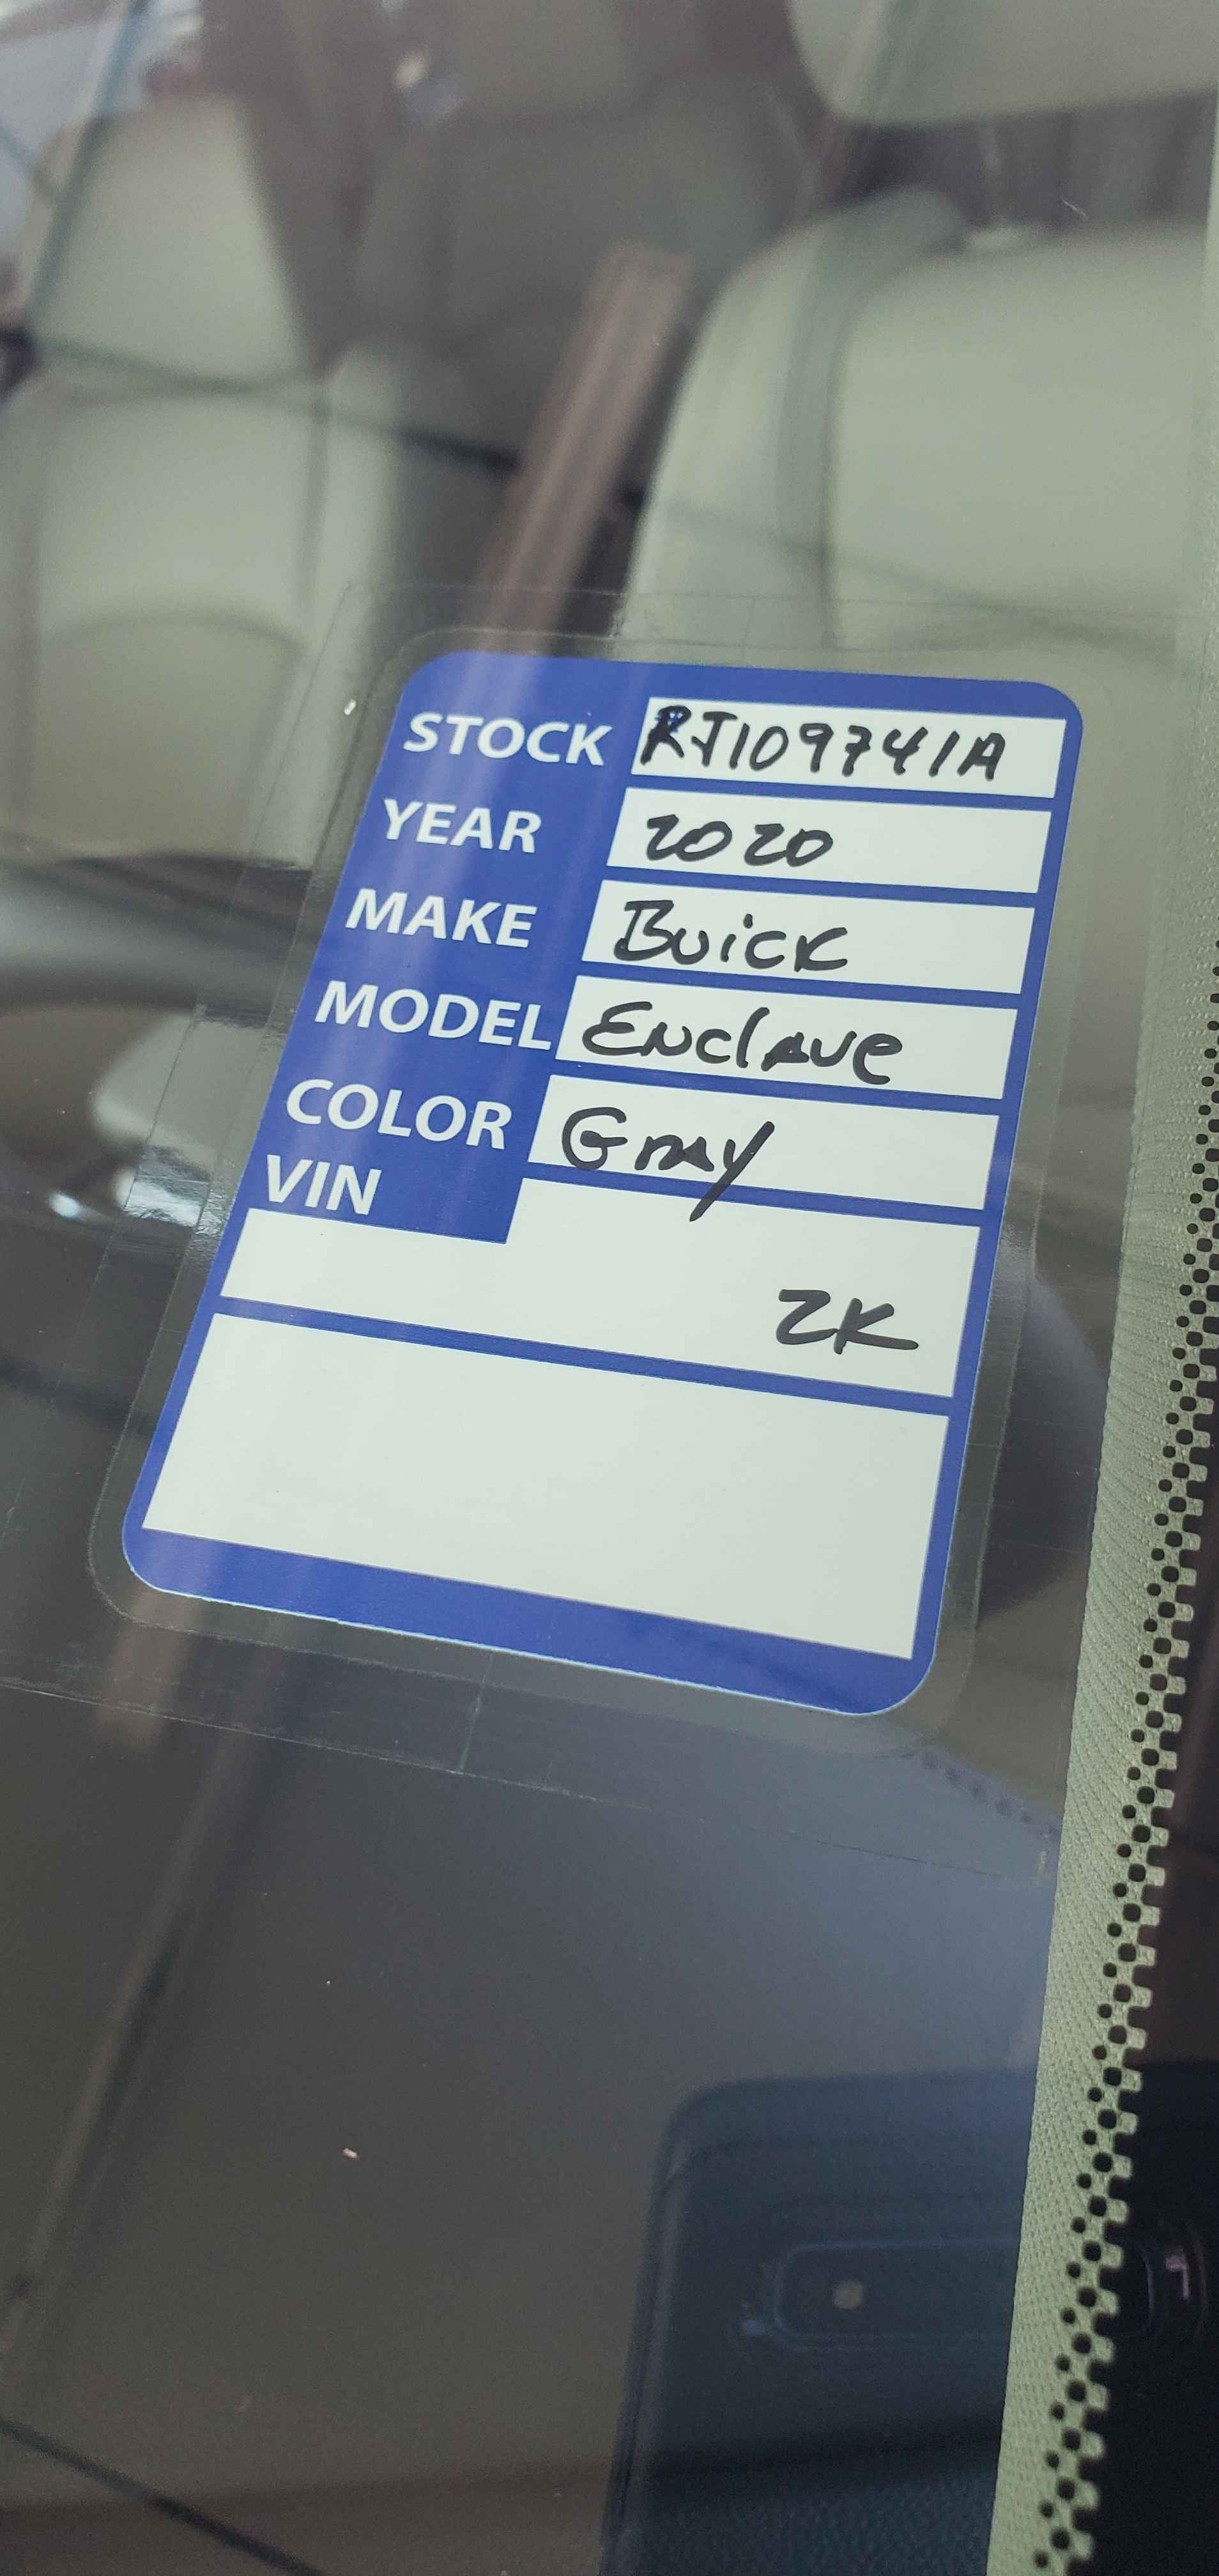 STOCK RJ109741A
YEAR 2020
MAKE Buick
MODEL Enclave
COLOR Gray
VIN
2K